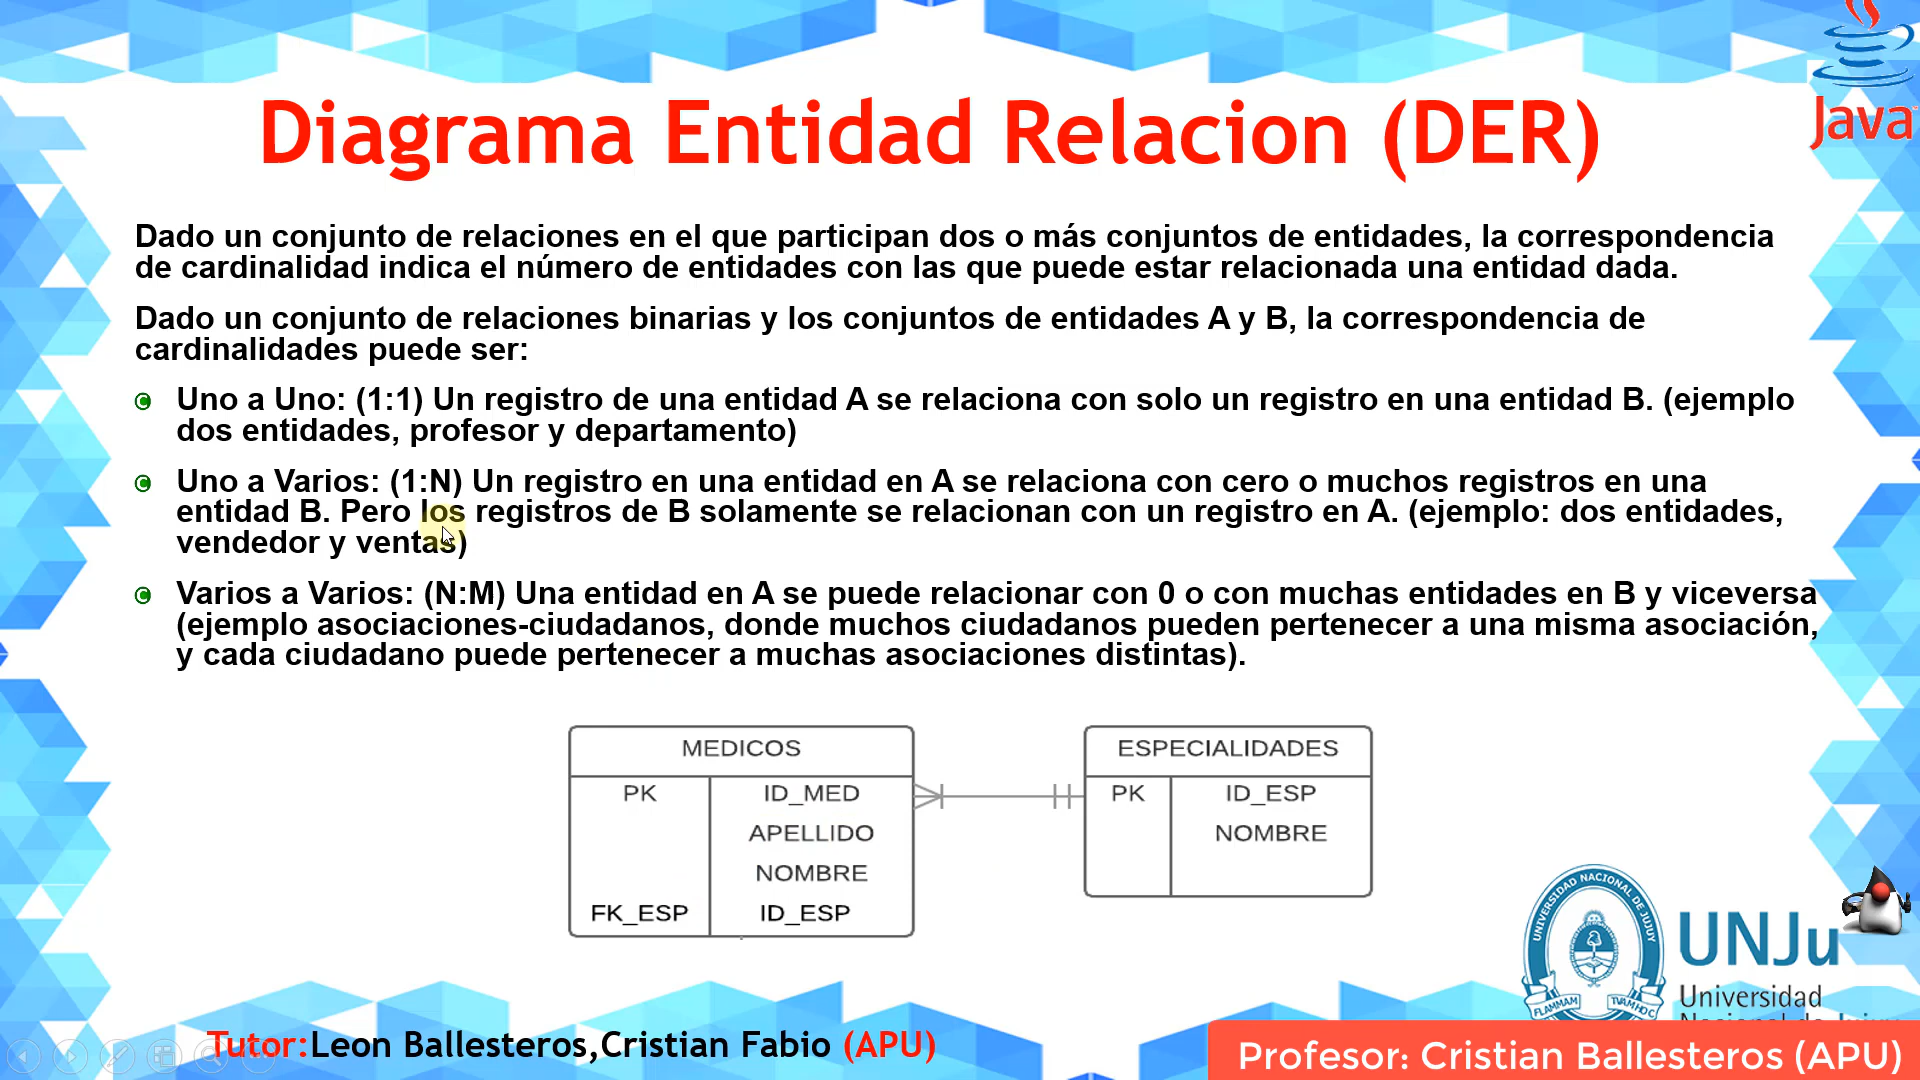 Java
Diagrama Entidad Relacion (DER)
Dado un conjunto de relaciones en el que participan dos o más conjuntos de entidades, la correspondencia
de cardinalidad indica el número de entidades con las que puede estar relacionada una entidad dada.
Dado un conjunto de relaciones binarias y los conjuntos de entidades A y B, la correspondencia de
cardinalidades puede ser:
Uno a Uno: (1:1) Un registro de una entidad A se relaciona con solo un registro en una entidad B. (ejemplo
dos entidades, profesor y departamento)
Uno a Varios: (1:N) Un registro en una entidad en A se relaciona con cero o muchos registros en una
entidad B. Pero los registros de B solamente se relacionan con un registro en A. (ejemplo: dos entidades,
vendedor y ventas)
Varios a Varios: (N:M) Una entidad en A se puede relacionar con 0 o con muchas entidades en B y viceversa
(ejemplo asociaciones-ciudadanos, donde muchos ciudadanos pueden pertenecer a una misma asociación,
y cada ciudadano puede pertenecer a muchas asociaciones distintas).
MEDICOS
PK ID_MED
APELLIDO
NOMBRE
FK_ESP ID_ESP
ESPECIALIDADES
PK ID_ESP
NOMBRE
UNIVERSIDAD NACIONAL DE JUJUY
UNJu
Universidad
Tutor:Leon Ballesteros,Cristian Fabio (APU)
Profesor: Cristian Ballesteros (APU)